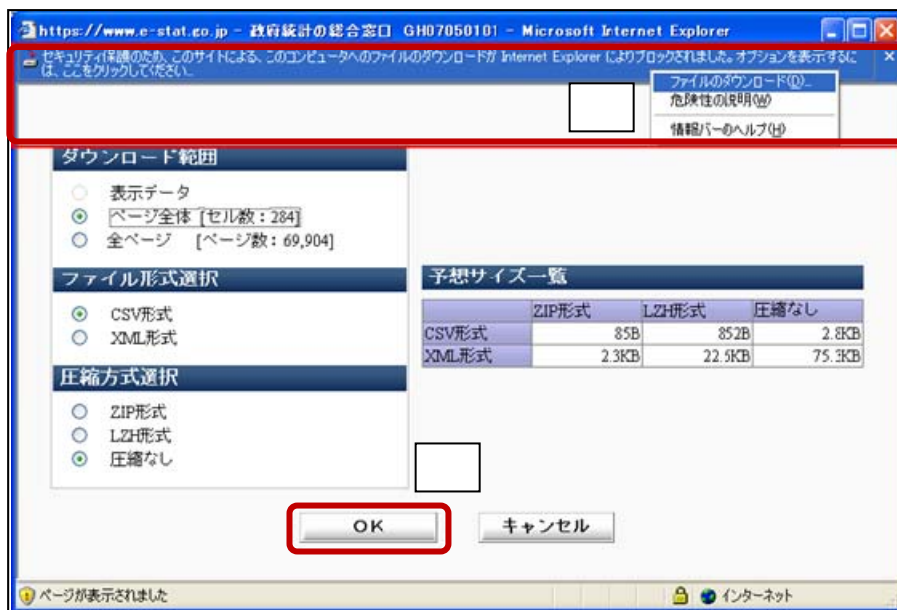 https://www.e-stat.go.jp - 政府統計の総合窓口 GH07050101 - Microsoft Internet Explorer
セキュリティ保護のため、このサイトによる、このコンピュータへのファイルのダウンロードが Internet Explorer によりブロックされました。オプションを表示するに
は、ここをクリックしてください...
ファイルのダウンロード(D)...
危険性の説明(W)
情報バーのヘルプ(H)
ダウンロード範囲
表示データ
ページ全体 [セル数:284]
全ページ [ページ数:69,904]
ファイル形式選択
CSV形式
XML形式
圧縮方式選択
ZIP形式
LZH形式
圧縮なし
予想サイズ一覧
ZIP形式 LZH形式 圧縮なし
CSV形式 85B 852B 2.8KB
XML形式 2.3KB 22.5KB 75.3KB
OK キャンセル
ページが表示されました インターネット